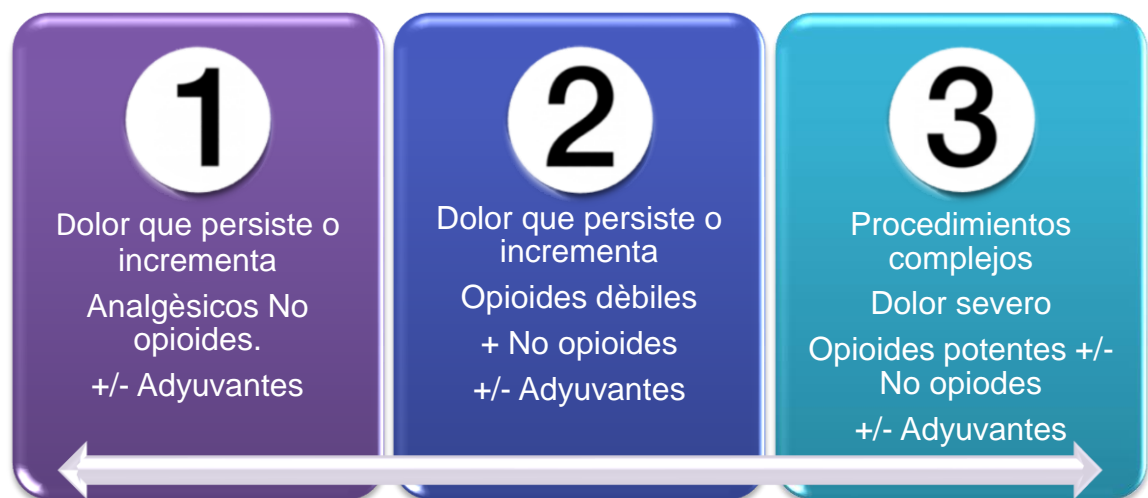 1
Dolor que persiste o
incrementa
Analgèsicos No
opioides.
+/- Adyuvantes
2
Dolor que persiste o
incrementa
Opioides dèbiles
+ No opioides
+/- Adyuvantes
3
Procedimientos
complejos
Dolor severo
Opioides potentes +/-
No opiodes
+/- Adyuvantes